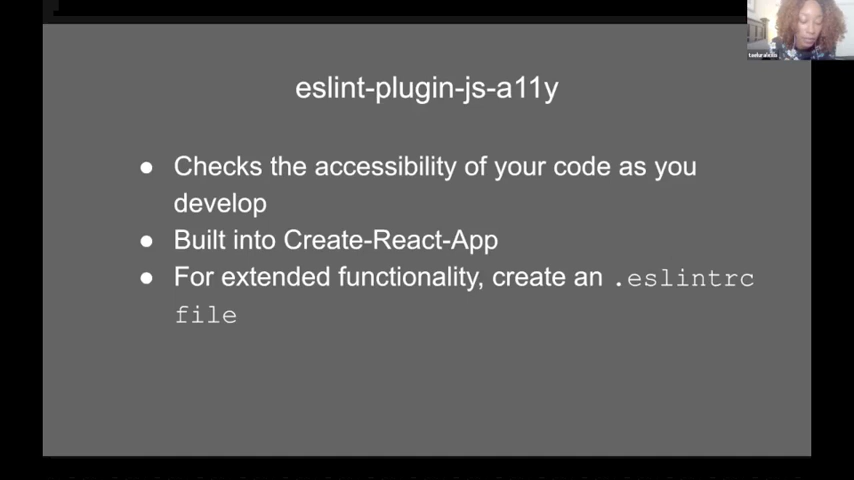 eslint-plugin-js-a11y
● Checks the accessibility of your code as you
develop
● Built into Create-React-App
● For extended functionality, create an .eslintrc
file